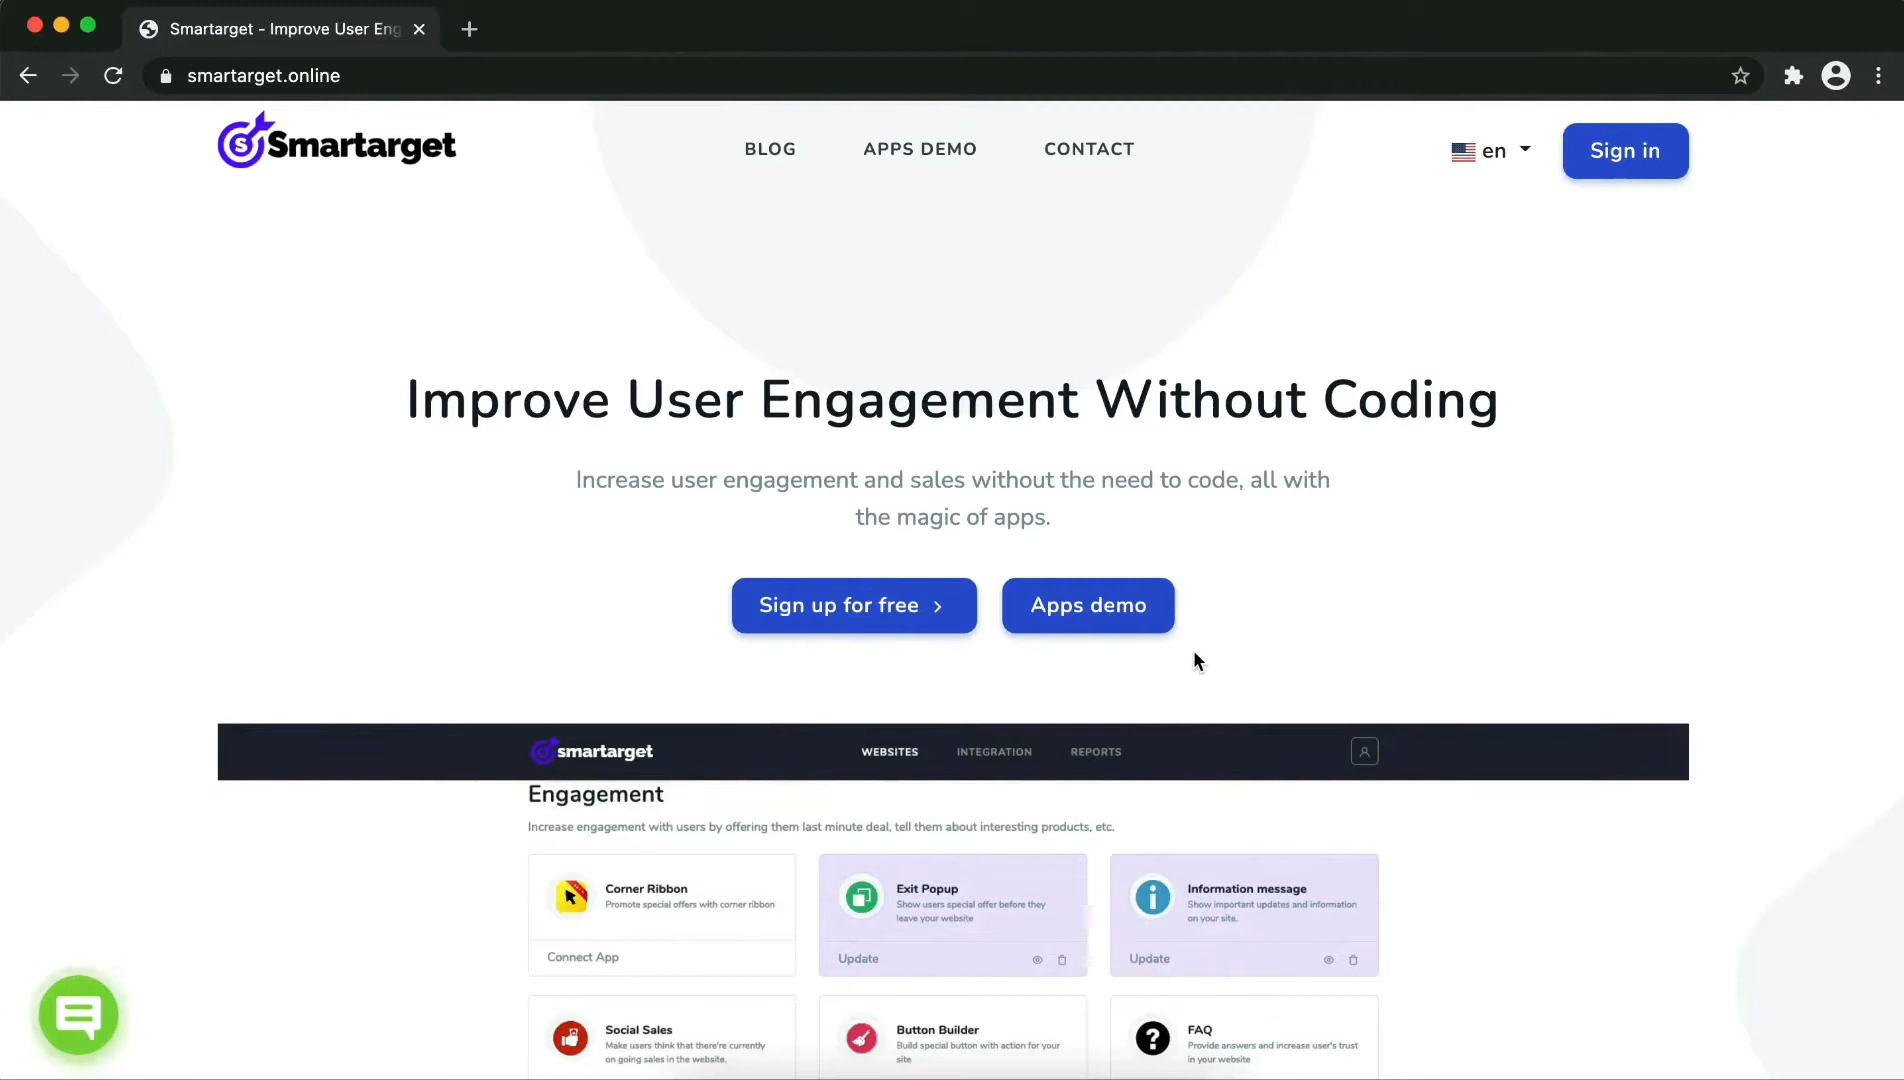 Smartarget - Improve User Eng
smartarget.online
Smartarget
BLOG
APPS DEMO
CONTACT
en
Sign in
Improve User Engagement Without Coding
Increase user engagement and sales without the need to code, all with
the magic of apps.
Sign up for free
Apps demo
smartarget
WEBSITES
INTEGRATION
REPORTS
Engagement
Increase engagement with users by offering them last minute deal, tell them about interesting products, etc.
Corner Ribbon
Promote special offers with corner ribbon
Connect App
Exit Popup
Show users special offer before they
leave your website
Update
Information message
Show important updates and information
on your site.
Update
Social Sales
Make users think that there're currently
on going sales in the website.
Button Builder
Build special button with action for your
site
FAQ
Provide answers and increase user's trust
in your website